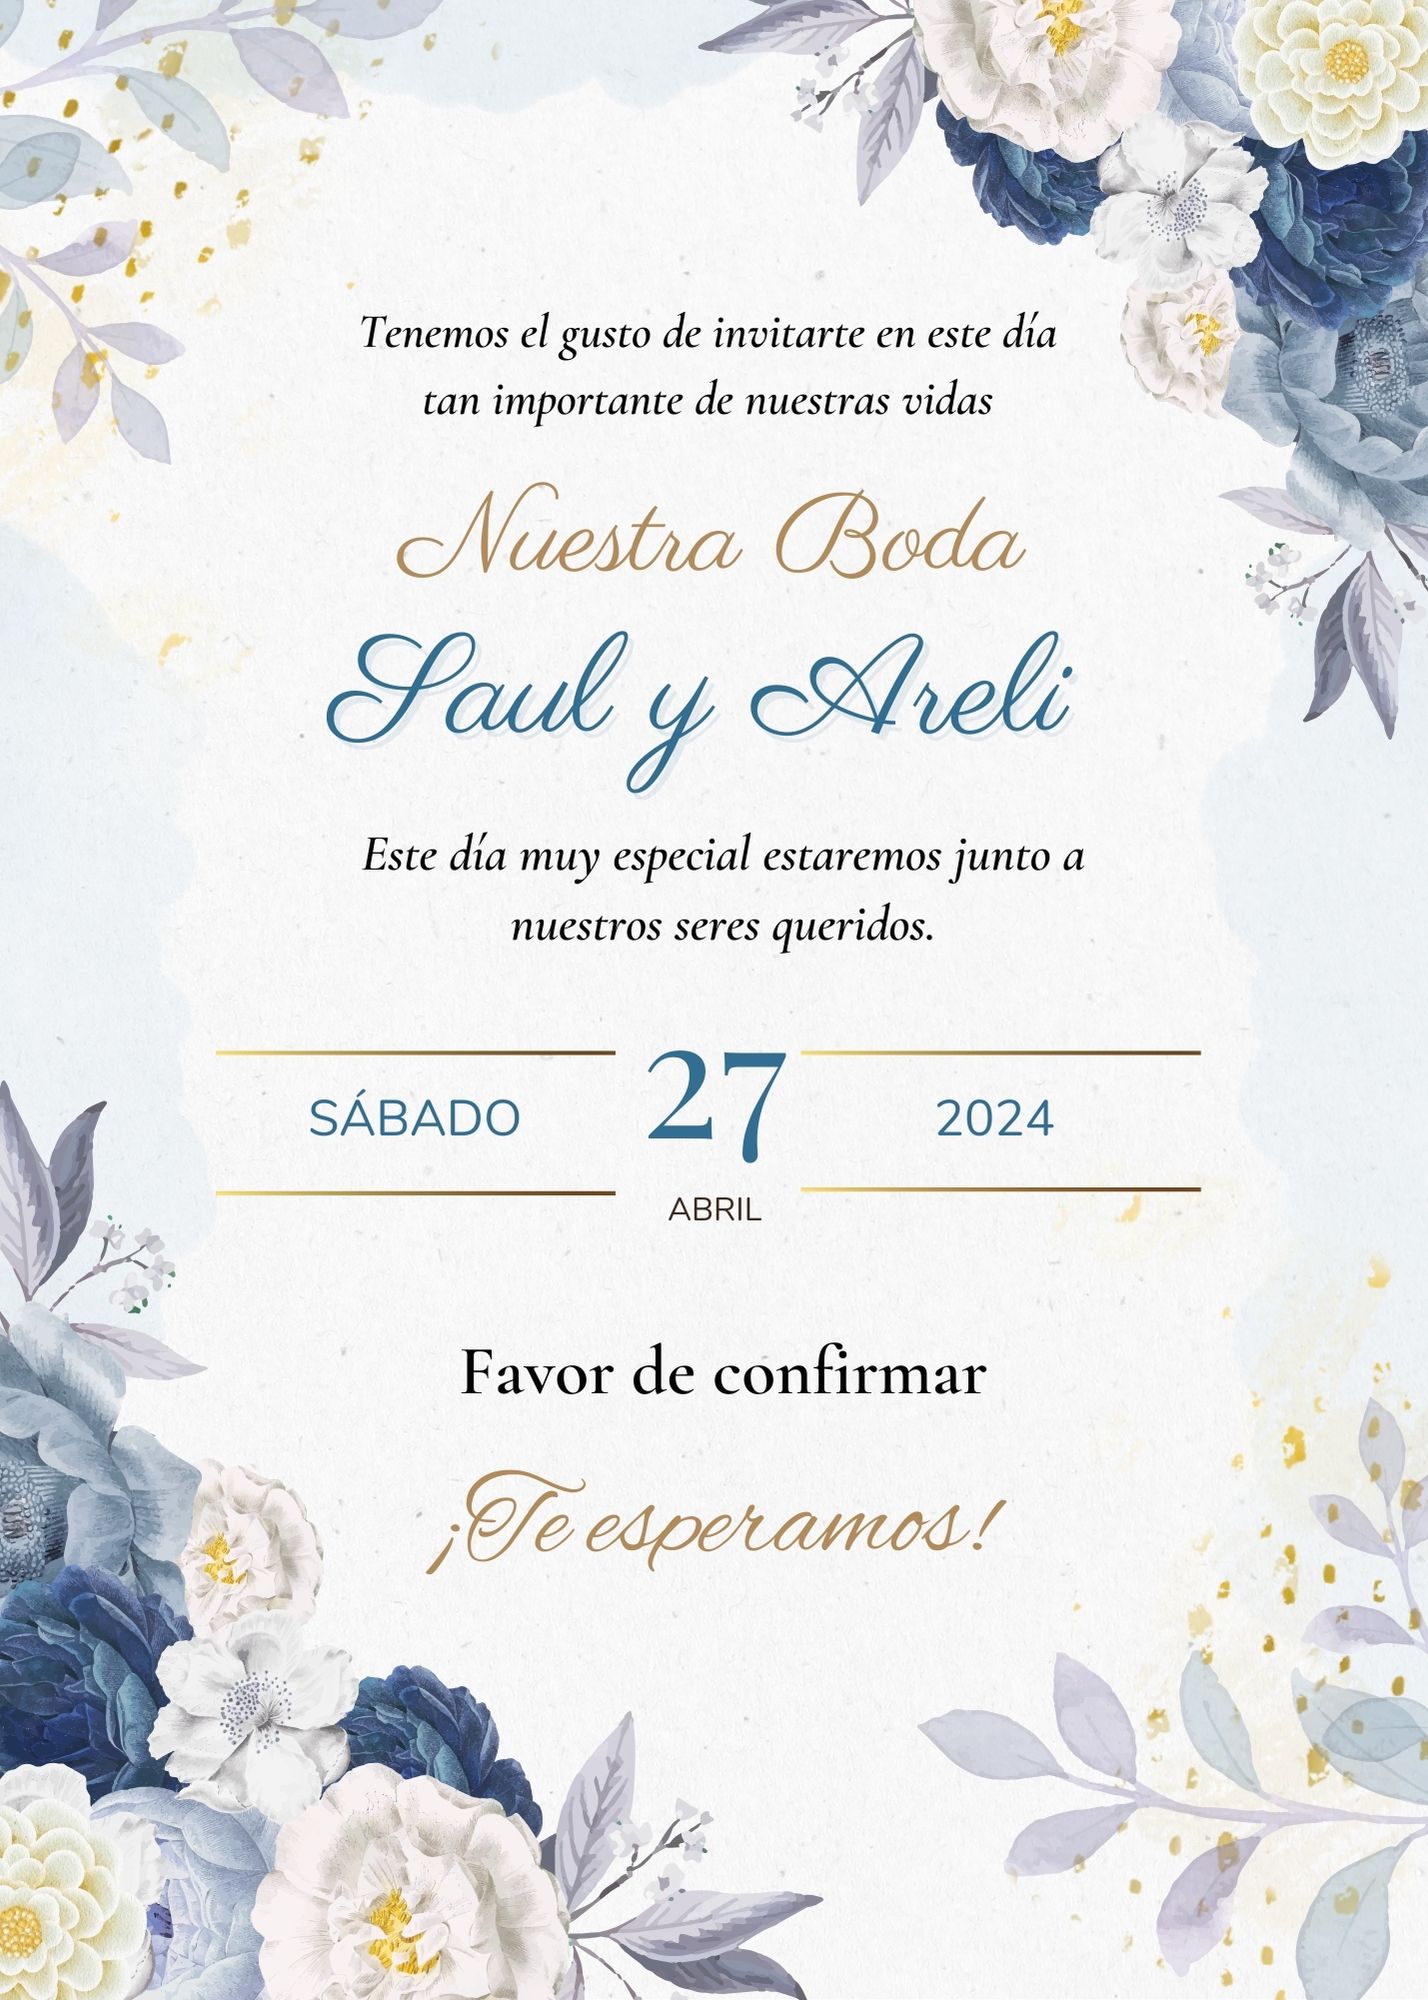 Tenemos el gusto de invitarte en este día
tan importante de nuestras vidas
Nuestra Boda
Saul y Areli
Este día muy especial estaremos junto a
nuestros seres queridos.
SÁBADO 27 2024
ABRIL
Favor de confirmar
¡Te esperamos!